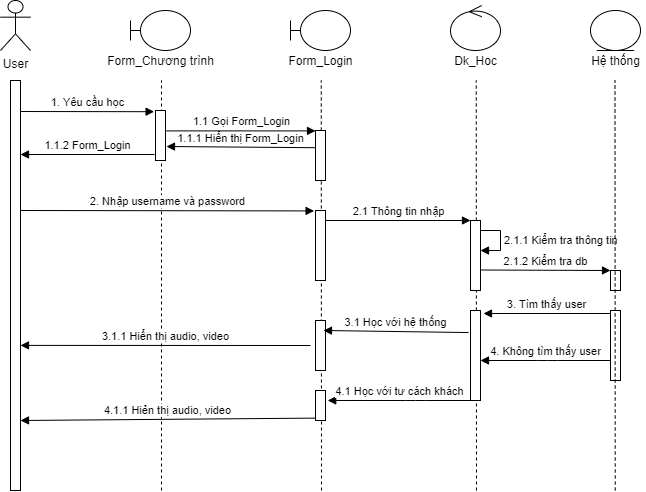 User
Form_Chương trình
Form_Login
Dk_Hoc
Hệ thống
1. Yêu cầu học
1.1 Gọi Form_Login
1.1.1 Hiển thị Form_Login
1.1.2 Form_Login
2. Nhập username và password
2.1 Thông tin nhập
2.1.1 Kiểm tra thông tin
2.1.2 Kiểm tra db
3. Tìm thấy user
3.1 Học với hệ thống
3.1.1 Hiển thị audio, video
4. Không tìm thấy user
4.1 Học với tư cách khách
4.1.1 Hiển thị audio, video